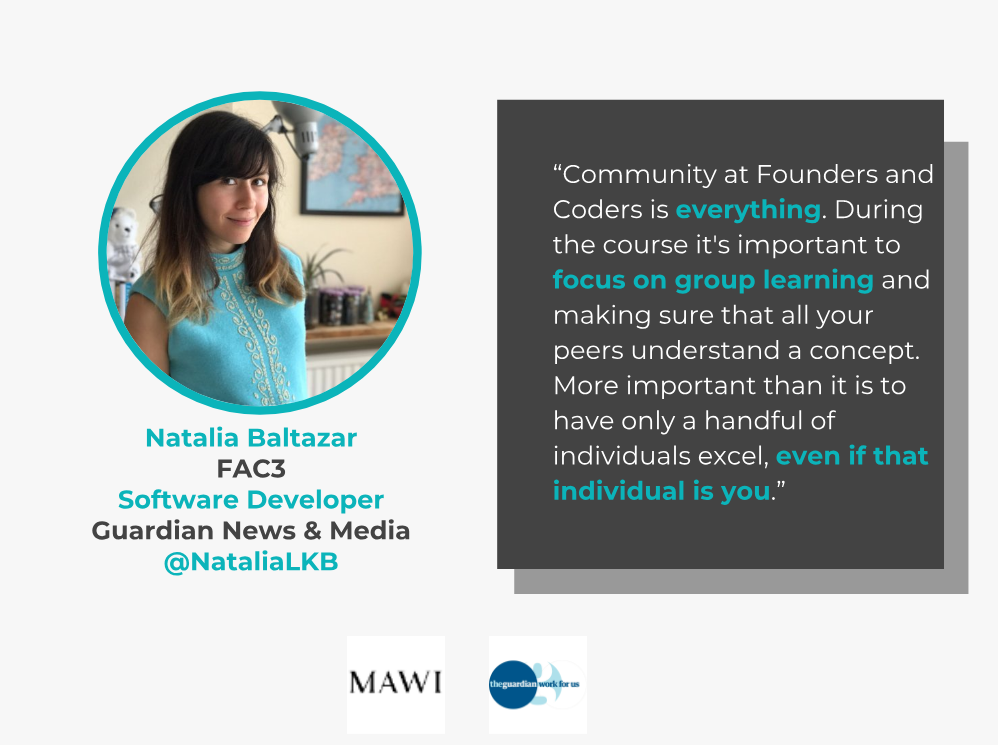 Natalia Baltazar
FAC3
Software Developer
Guardian News & Media
@NataliaLKB
“Community at Founders and
Coders is everything. During
the course it's important to
focus on group learning and
making sure that all your
peers understand a concept.
More important than it is to
have only a handful of
individuals excel, even if that
individual is you.”
MAWI
theguardian work for us